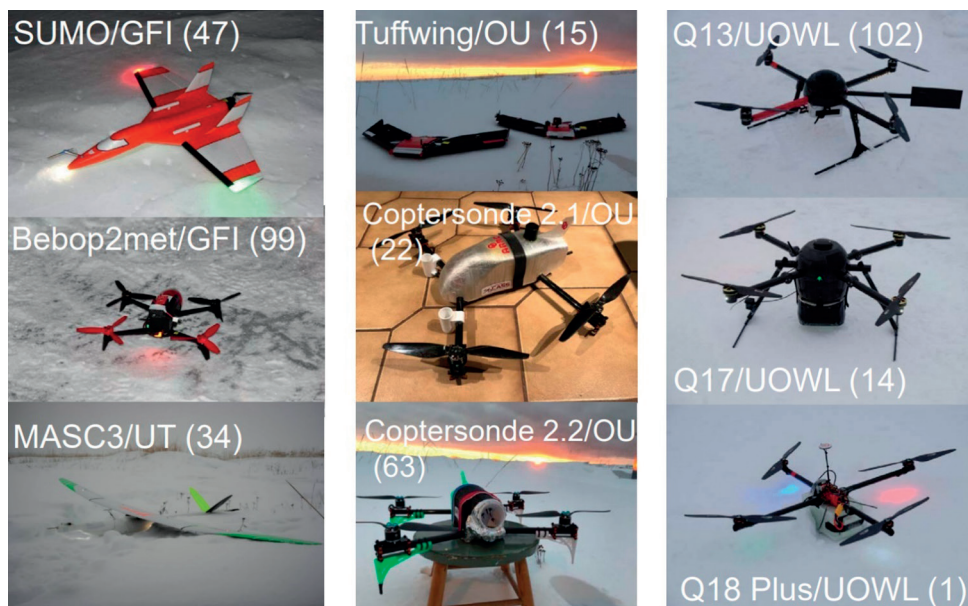 SUMO/GFI (47)
Bebop2met/GFI (99)
MASC3/UT (34)
Tuffwing/OU (15)
Coptersonde 2.1/OU
(22)
Coptersonde 2.2/OU
(63)
Q13/UOWL (102)
Q17/UOWL (14)
Q18 Plus/UOWL (1)